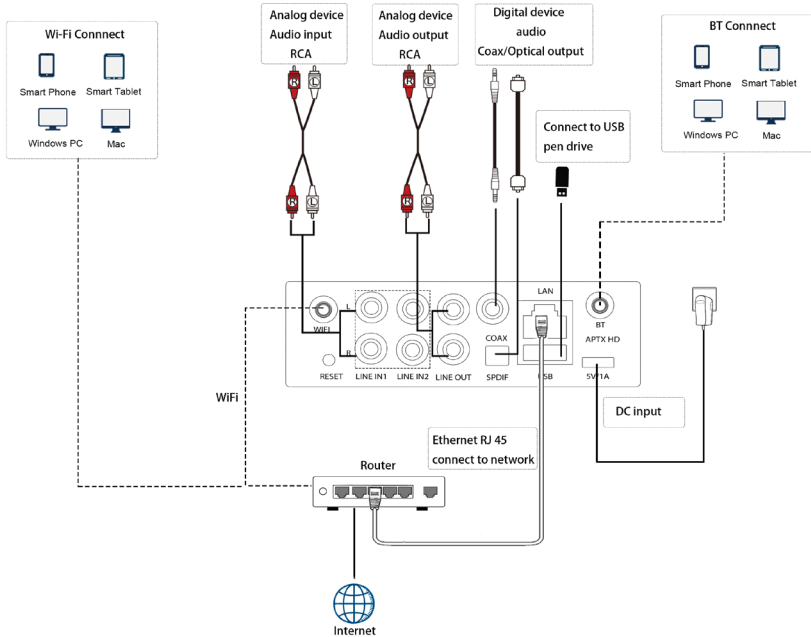 Wi-Fi Connnect
Smart Phone
Smart Tablet
Windows PC
Mac
Analog device
Audio input
RCA
R
L
R
L
Analog device
Audio output
RCA
R
L
R
L
Digital device
audio
Coax/Optical output
Connect to USB
pen drive
BT Connnect
Smart Phone
Smart Tablet
Windows PC
Mac
LAN
WIFI
L
R
COAX
BT
APTX HD
RESET
LINE IN1
LINE IN2
LINE OUT
SPDIF
USB
5V/1A
WiFi
DC input
Ethernet RJ 45
connect to network
Router
Internet